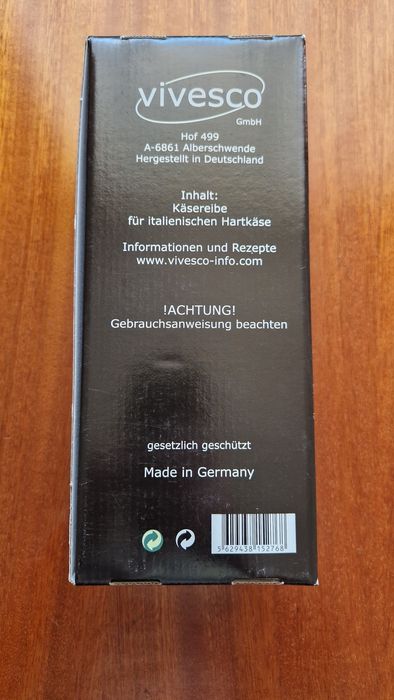 vivesco
GmbH
Hof 499
A-6861 Alberschwende
Hergestellt in Deutschland
Inhalt:
Käsereibe
für italienischen Hartkäse
Informationen und Rezepte
www.vivesco-info.com
!ACHTUNG!
Gebrauchsanweisung beachten
gesetzlich geschützt
Made in Germany
5 629438 152768